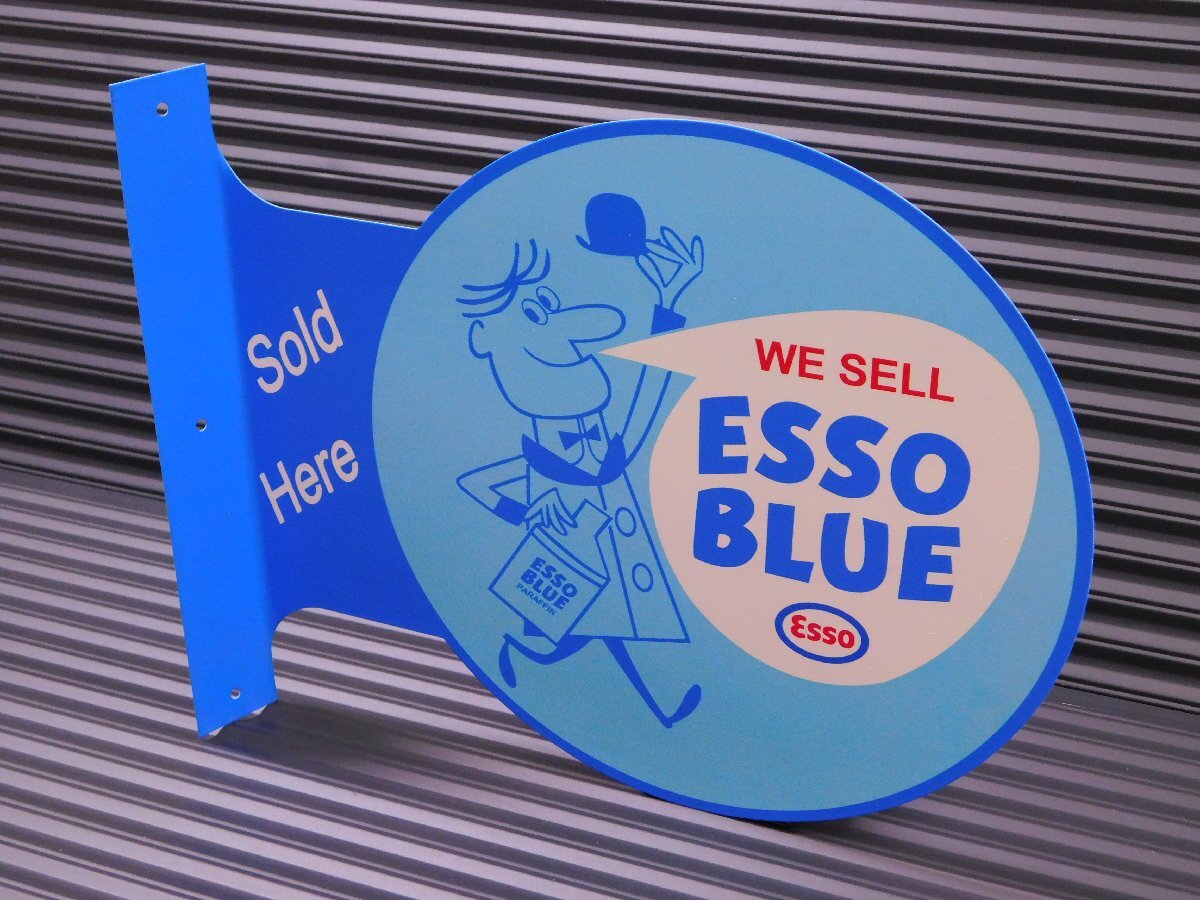 Sold
Here
WE SELL
ESSO
BLUE
Esso
ESSO
BLUE
PARAFFIN